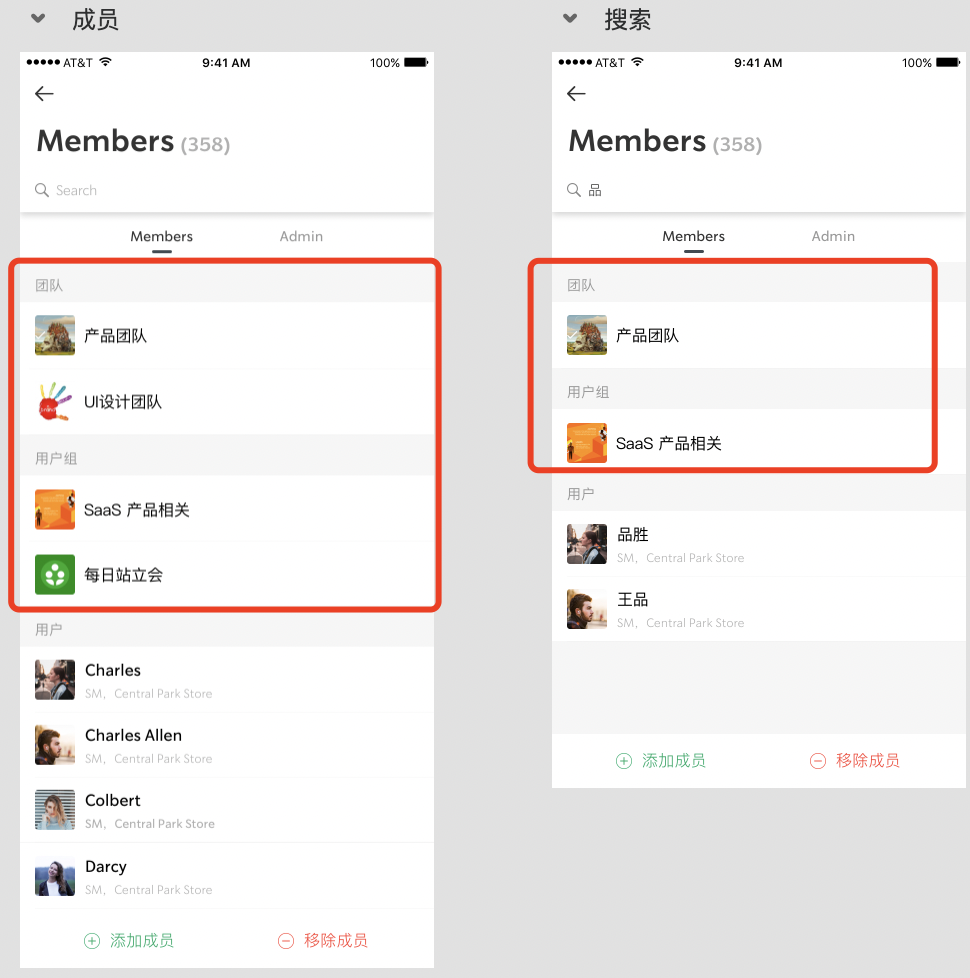 成员
AT&T 9:41 AM 100%
Members (358)
Search
Members Admin
团队
产品团队
UI设计团队
用户组
SaaS 产品相关
每日站立会
用户
Charles
SM, Central Park Store
Charles Allen
SM, Central Park Store
Colbert
SM, Central Park Store
Darcy
SM, Central Park Store
添加成员 移除成员
搜索
AT&T 9:41 AM 100%
Members (358)
品
Members Admin
团队
产品团队
用户组
SaaS 产品相关
用户
品胜
SM, Central Park Store
王品
SM, Central Park Store
添加成员 移除成员